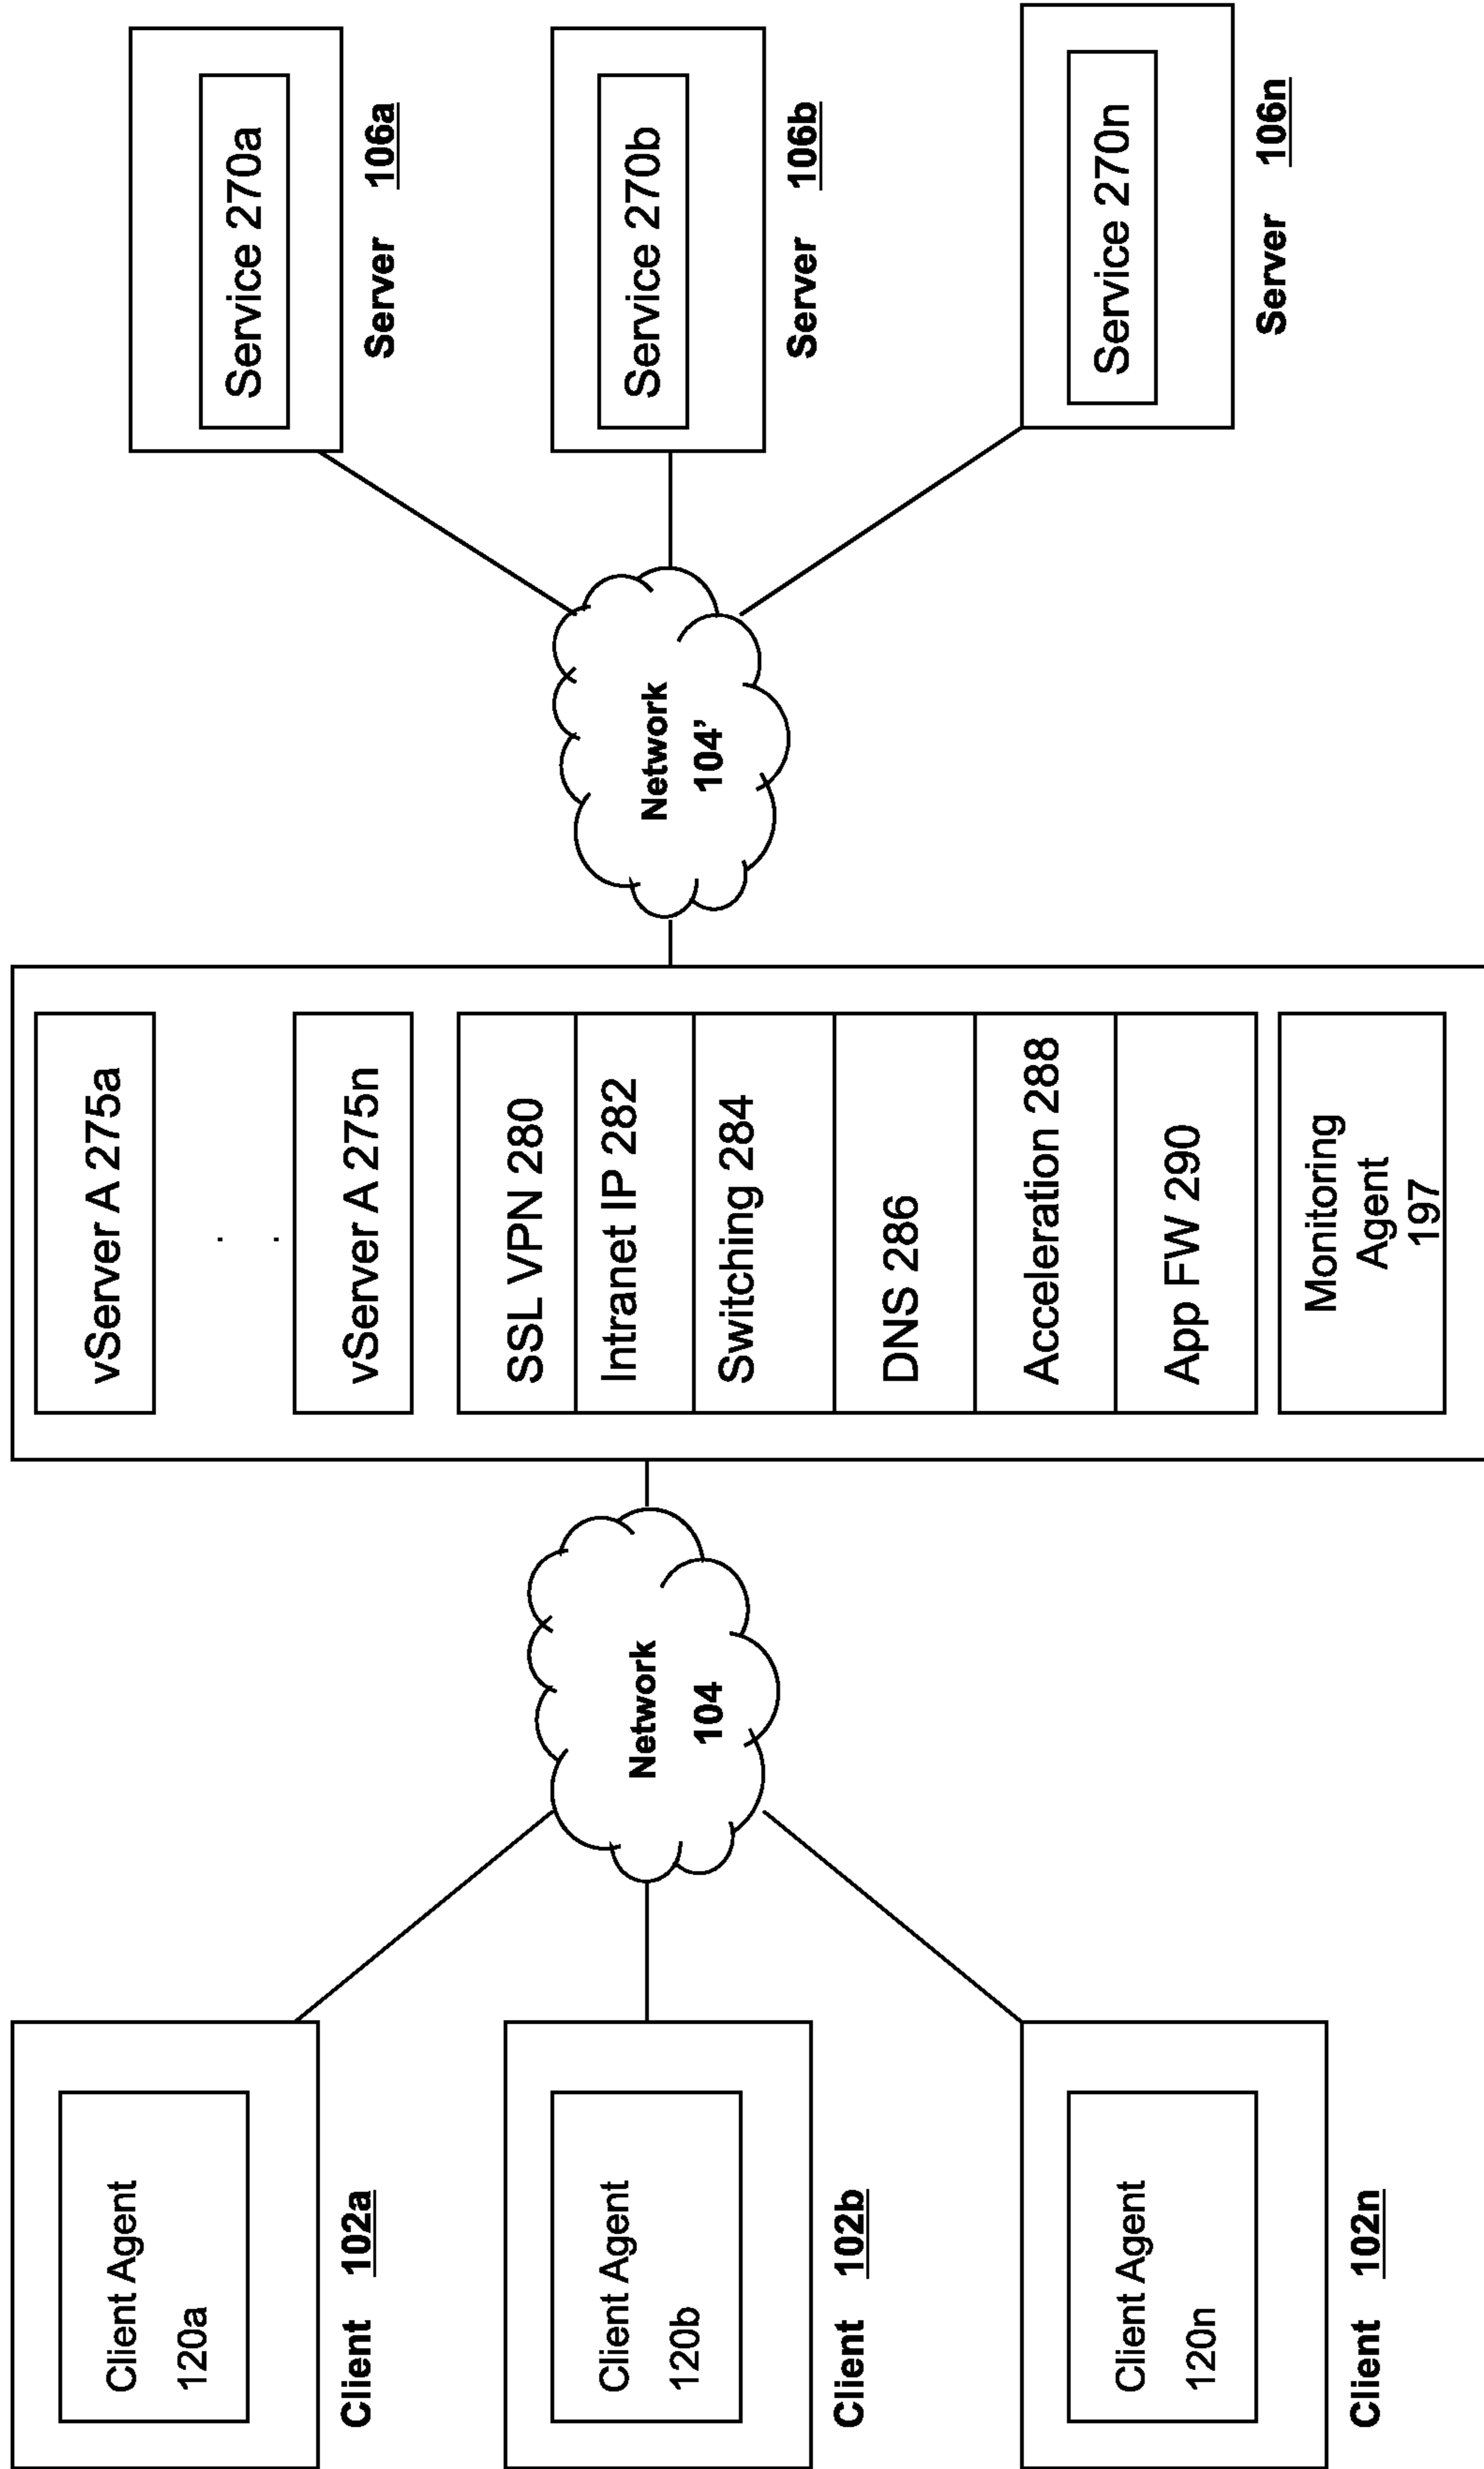 Client Agent
120a
Client 102a
Client Agent
120b
Client 102b
Client Agent
120n
Client 102n
Network
104
vServer A 275a
.
.
vServer A 275n
SSL VPN 280
Intranet IP 282
Switching 284
DNS 286
Acceleration 288
App FW 290
Monitoring
Agent
197
Network
104’
Service 270a
Server 106a
Service 270b
Server 106b
Service 270n
Server 106n